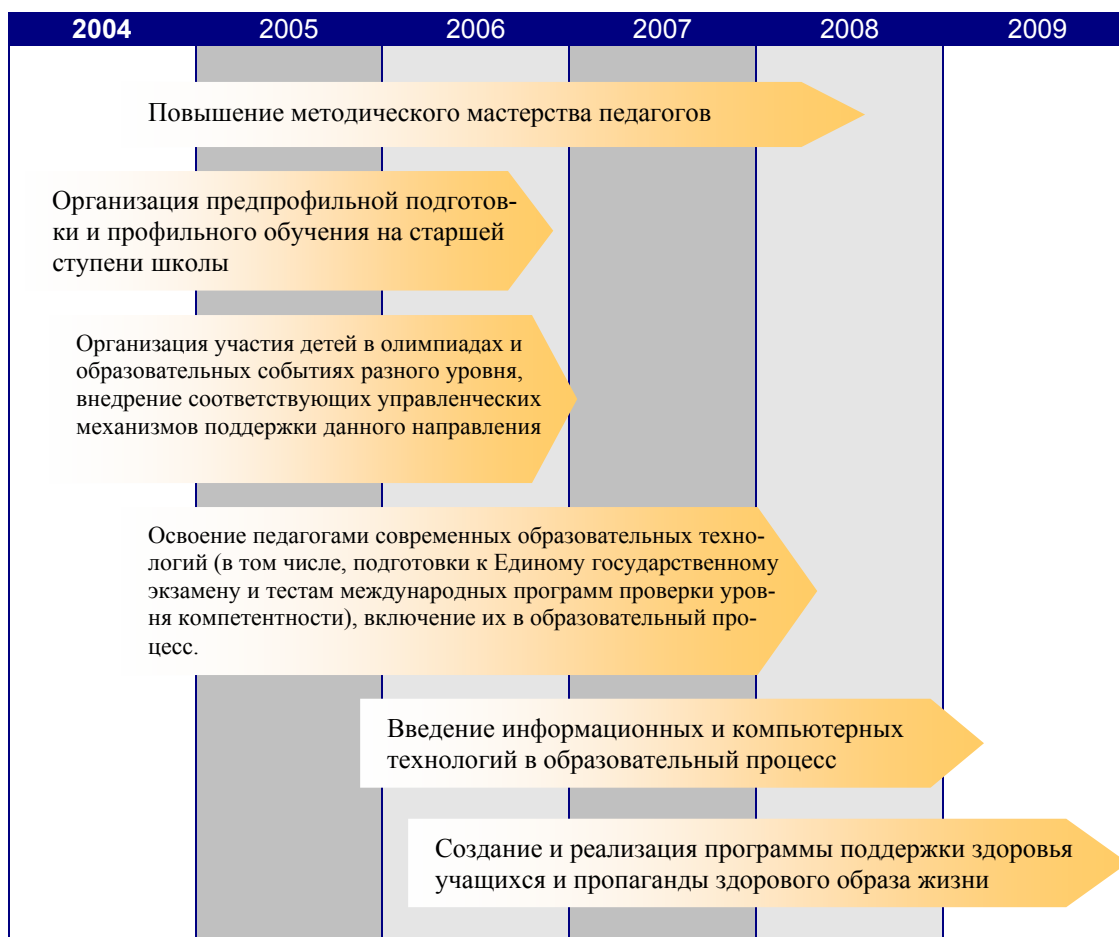 2004 2005 2006 2007 2008 2009
Повышение методического мастерства педагогов
Организация предпрофильной подготов-
ки и профильного обучения на старшей
ступени школы
Организация участия детей в олимпиадах и
образовательных событиях разного уровня,
внедрение соответствующих управленческих
механизмов поддержки данного направления
Освоение педагогами современных образовательных техно-
логий (в том числе, подготовки к Единому государственному
экзамену и тестам международных программ проверки уров-
ня компетентности), включение их в образовательный про-
цесс.
Введение информационных и компьютерных
технологий в образовательный процесс
Создание и реализация программы поддержки здоровья
учащихся и пропаганды здорового образа жизни